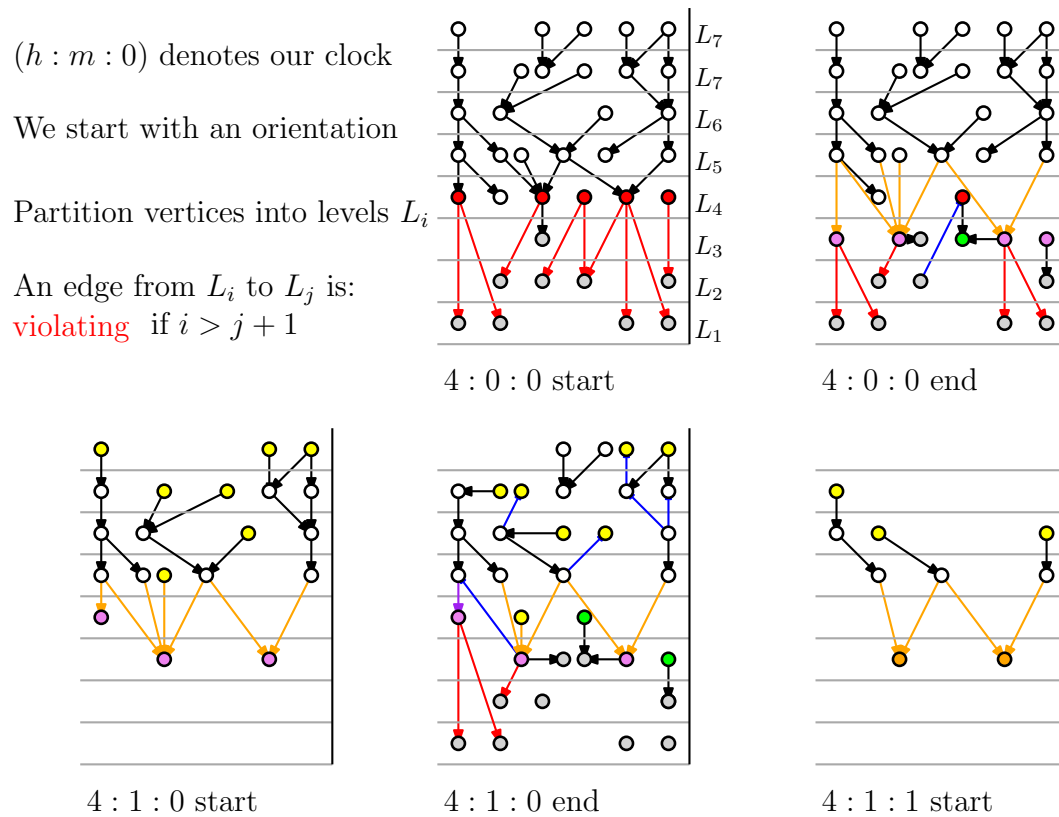 (h : m : 0) denotes our clock
We start with an orientation
Partition vertices into levels L_i
An edge from L_i to L_j is:
violating if i > j + 1
L_7
L_7
L_6
L_5
L_4
L_3
L_2
L_1
4 : 0 : 0 start
4 : 0 : 0 end
4 : 1 : 0 start
4 : 1 : 0 end
4 : 1 : 1 start